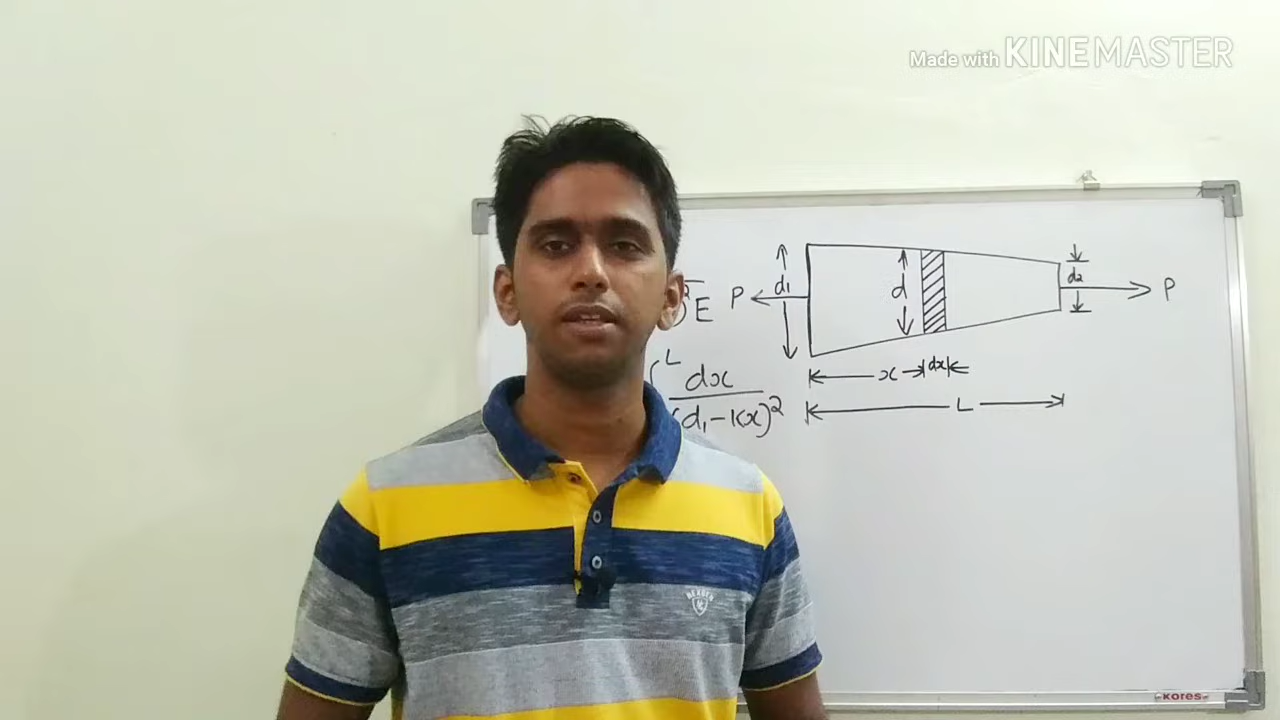 Made with KINEMASTER
d₁
d
d₂
P
P
E
x
dx
L
L
dx
(d₁-Kx)²
KORES